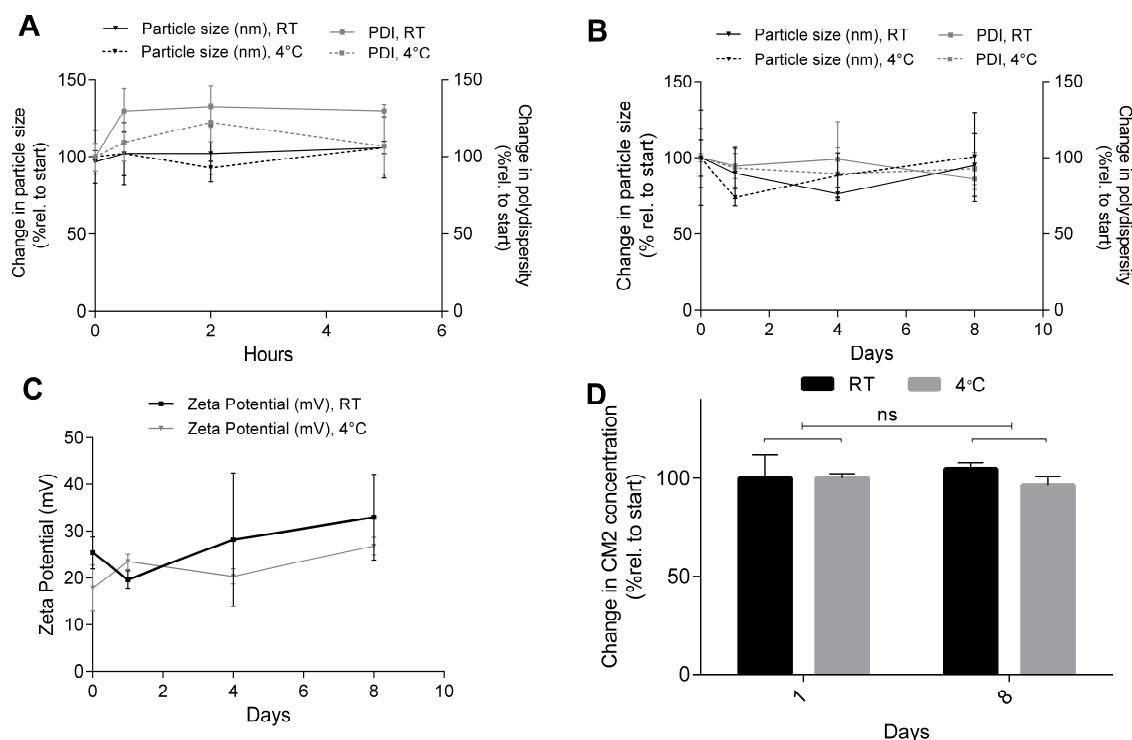 A
Particle size (nm), RT
PDI, RT
Particle size (nm), 4°C
PDI, 4°C
150
100
50
0
150
100
50
0
Change in particle size
(%rel. to start)
Change in polydispersity
(%rel. to start)
0
2
4
6
Hours
B
Particle size (nm), RT
PDI, RT
Particle size (nm), 4°C
PDI, 4°C
150
100
50
0
150
100
50
0
Change in particle size
(% rel. to start)
Change in polydispersity
(%rel. to start)
0
2
4
6
8
10
Days
C
Zeta Potential (mV), RT
Zeta Potential (mV), 4°C
50
40
30
20
10
0
Zeta Potential (mV)
0
2
4
6
8
10
Days
D
RT
4°C
ns
100
50
0
Change in CM2 concentration
(%rel. to start)
1
8
Days